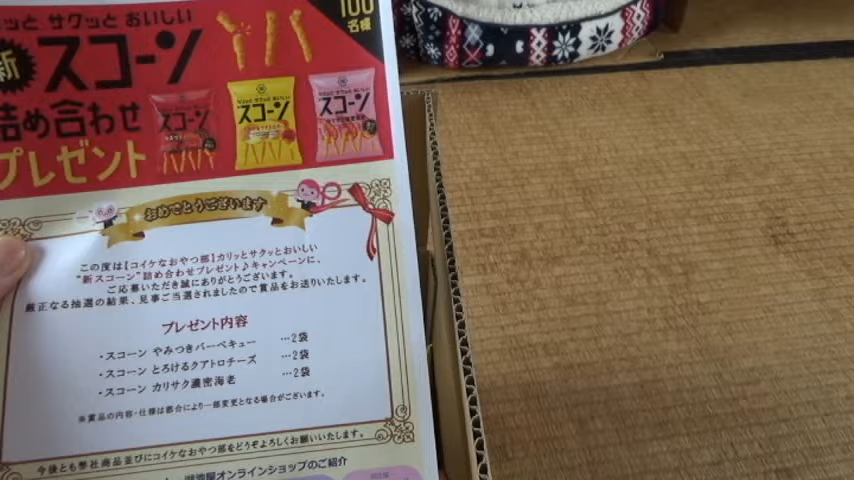 ッと サクッと おいしい
100
名様
新
スコーン
詰め合わせ
プレゼント
スコーン
スコーン
スコーン
おめでとうございます
この度は【コイケなおやつ部】カリッとサクッとおいしい
“新スコーン”詰め合わせプレゼント♪キャンペーンに、
ご応募いただき誠にありがとうございます。
厳正なる抽選の結果、見事ご当選されましたので賞品をお送りいたします。
プレゼント内容
・スコーン やみつきバーベキュー …2袋
・スコーン とろけるクアトロチーズ …2袋
・スコーン カリサク濃密海老 …2袋
※賞品の内容・仕様は都合により一部変更となる場合がございます。
今後とも弊社商品並びにコイケなおやつ部をどうぞよろしくお願いいたします。
湖池屋オンラインショップのご紹介